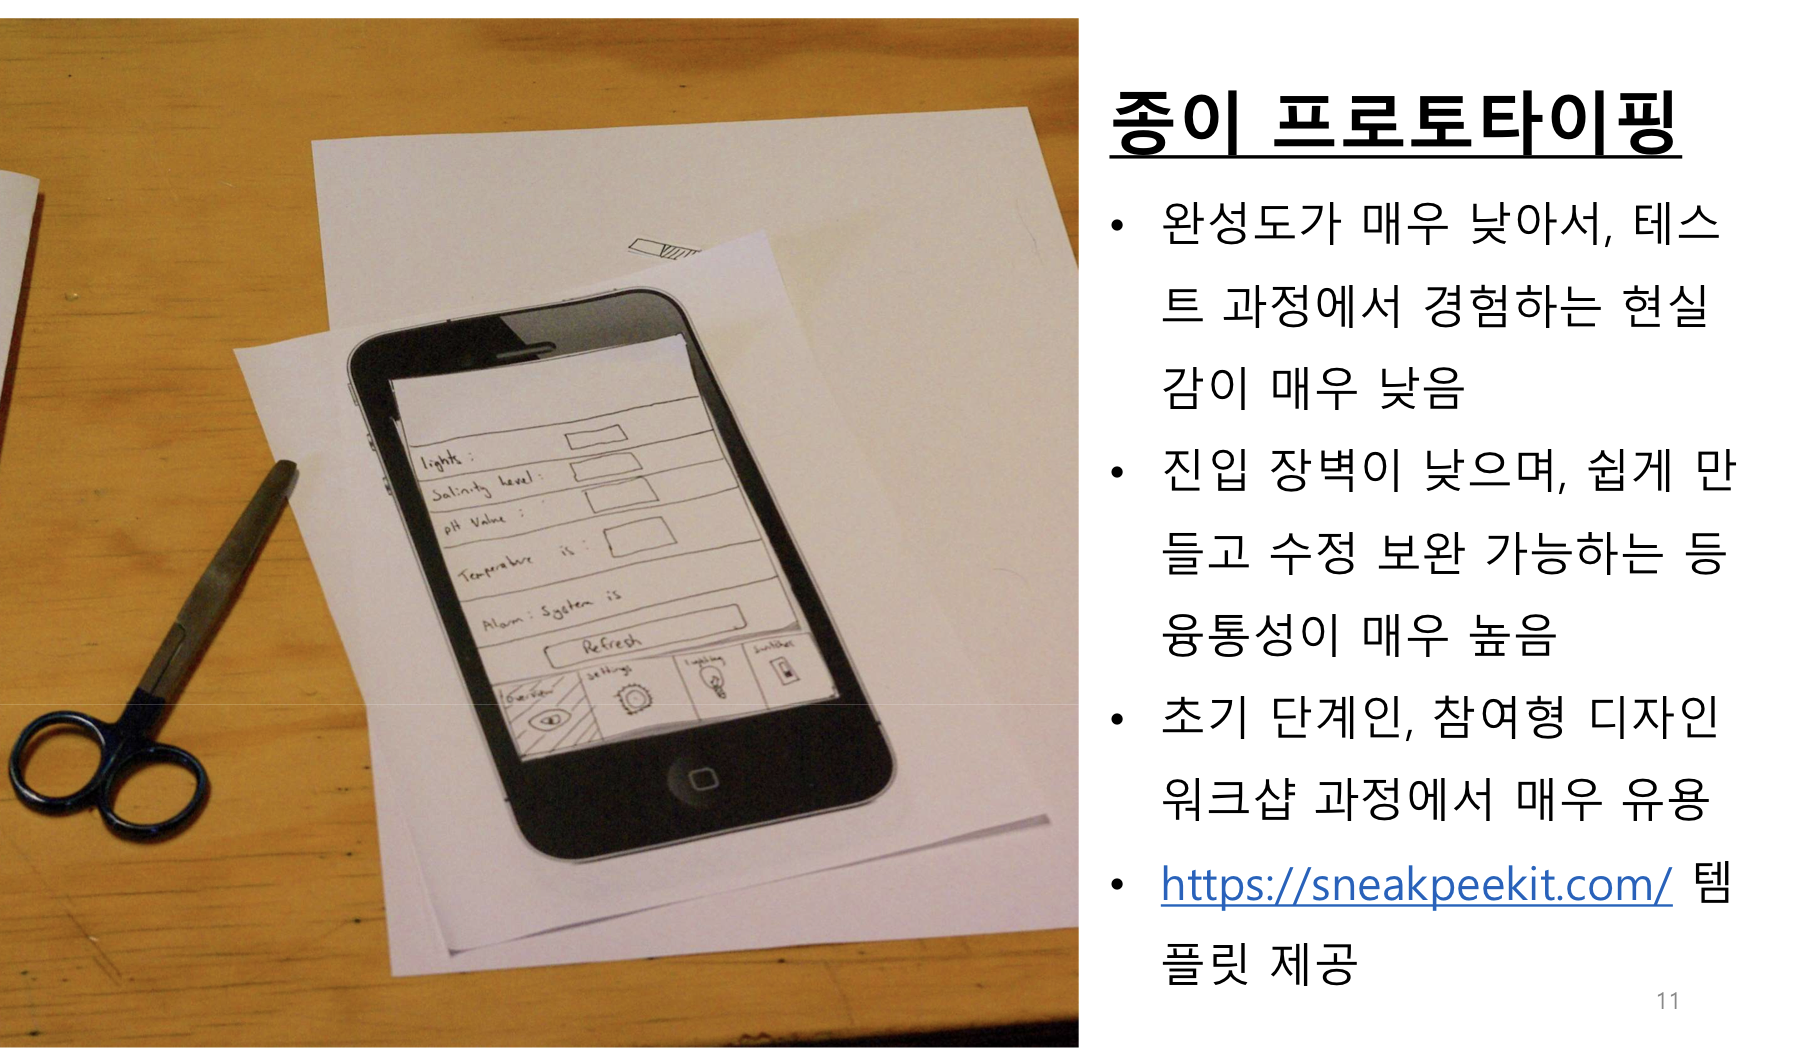 종이 프로토타이핑
• 완성도가 매우 낮아서, 테스
트 과정에서 경험하는 현실
감이 매우 낮음
• 진입 장벽이 낮으며, 쉽게 만
들고 수정 보완 가능하는 등
융통성이 매우 높음
• 초기 단계인, 참여형 디자인
워크샵 과정에서 매우 유용
• https://sneakpeekit.com/ 템
플릿 제공
11
lights :
Salinity Level :
pH Value :
Temperature is :
Alarm : System is
Refresh
Overview
Settings
Lighting
Switches